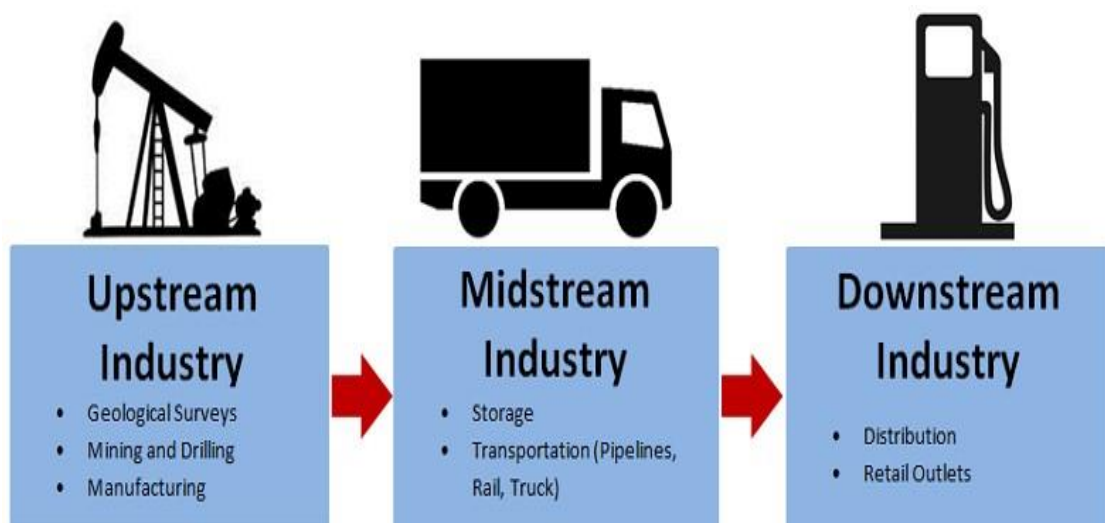 Upstream
Industry
• Geological Surveys
• Mining and Drilling
• Manufacturing
Midstream
Industry
• Storage
• Transportation (Pipelines,
Rail, Truck)
Downstream
Industry
• Distribution
• Retail Outlets